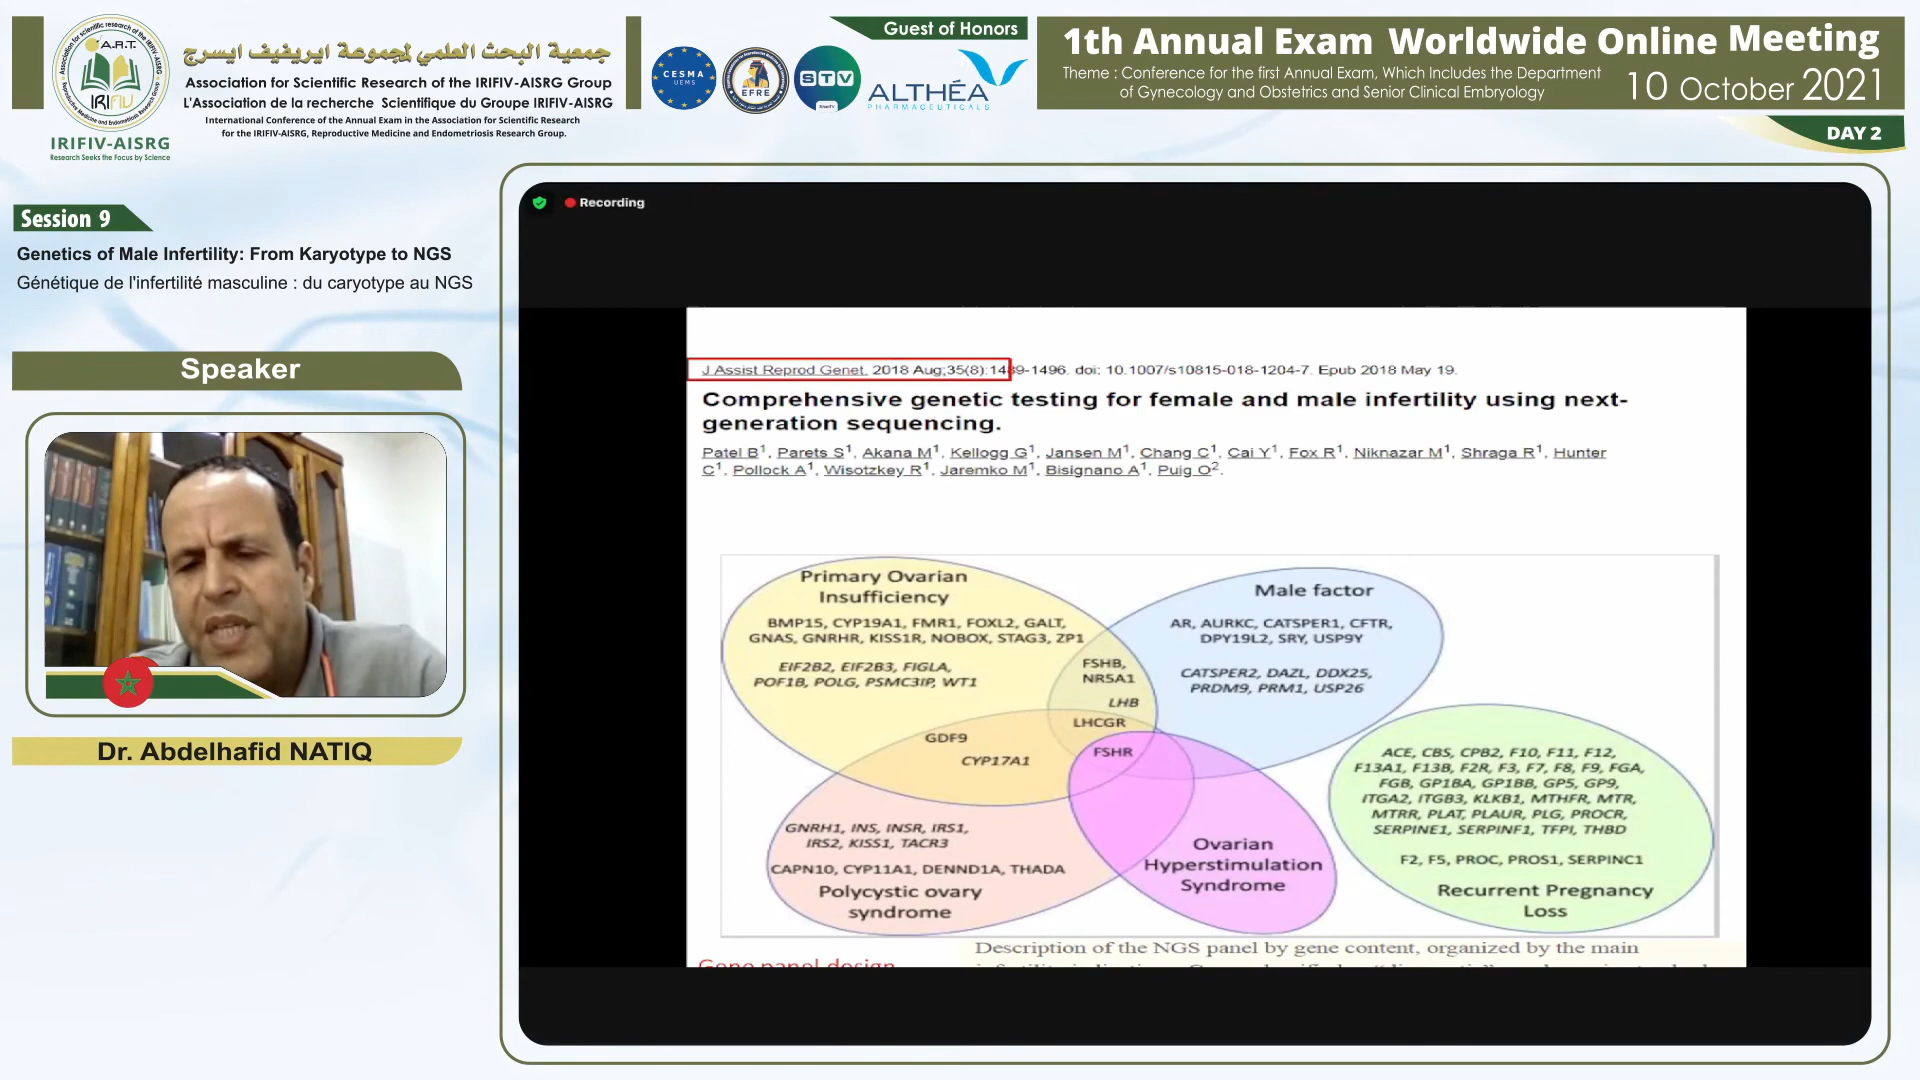 A.R.T.
IRIFIV
IRIFIV-AISRG
Research Seeks the Focus by Science
جمعية البحث العلمي لمجموعة ايريفيف ايسرج
Association for Scientific Research of the IRIFIV-AISRG Group
L'Association de la recherche Scientifique du Groupe IRIFIV-AISRG
International Conference of the Annual Exam in the Association for Scientific Research
for the IRIFIV-AISRG, Reproductive Medicine and Endometriosis Research Group.
Guest of Honors
CESMA
UEMS
EFRE
STV
ALTHÉA
PHARMACEUTICALS
1th Annual Exam Worldwide Online Meeting
Theme : Conference for the first Annual Exam, Which Includes the Department
of Gynecology and Obstetrics and Senior Clinical Embryology
10 October 2021
DAY 2
Session 9
Genetics of Male Infertility: From Karyotype to NGS
Génétique de l'infertilité masculine : du caryotype au NGS
Speaker
Dr. Abdelhafid NATIQ
Recording
J Assist Reprod Genet. 2018 Aug;35(8):1489-1496. doi: 10.1007/s10815-018-1204-7. Epub 2018 May 19.
Comprehensive genetic testing for female and male infertility using next-
generation sequencing.
Patel B1, Parets S1, Akana M1, Kellogg G1, Jansen M1, Chang C1, Cai Y1, Fox R1, Niknazar M1, Shraga R1, Hunter
C1, Pollock A1, Wisotzkey R1, Jaremko M1, Bisignano A1, Puig O2.
Primary Ovarian
Insufficiency
BMP15, CYP19A1, FMR1, FOXL2, GALT,
GNAS, GNRHR, KISS1R, NOBOX, STAG3, ZP1
EIF2B2, EIF2B3, FIGLA,
POF1B, POLG, PSMC3IP, WT1
Male factor
AR, AURKC, CATSPER1, CFTR,
DPY19L2, SRY, USP9Y
CATSPER2, DAZL, DDX25,
PRDM9, PRM1, USP26
FSHB,
NR5A1
LHB
LHCGR
FSHR
GDF9
CYP17A1
GNRH1, INS, INSR, IRS1,
IRS2, KISS1, TACR3
CAPN10, CYP11A1, DENND1A, THADA
Polycystic ovary
syndrome
Ovarian
Hyperstimulation
Syndrome
ACE, CBS, CPB2, F10, F11, F12,
F13A1, F13B, F2R, F3, F7, F8, F9, FGA,
FGB, GP1BA, GP1BB, GP5, GP9,
ITGA2, ITGB3, KLKB1, MTHFR, MTR,
MTRR, PLAT, PLAUR, PLG, PROCR,
SERPINE1, SERPINF1, TFPI, THBD
F2, F5, PROC, PROS1, SERPINC1
Recurrent Pregnancy
Loss
Description of the NGS panel by gene content, organized by the main
Gene panel design